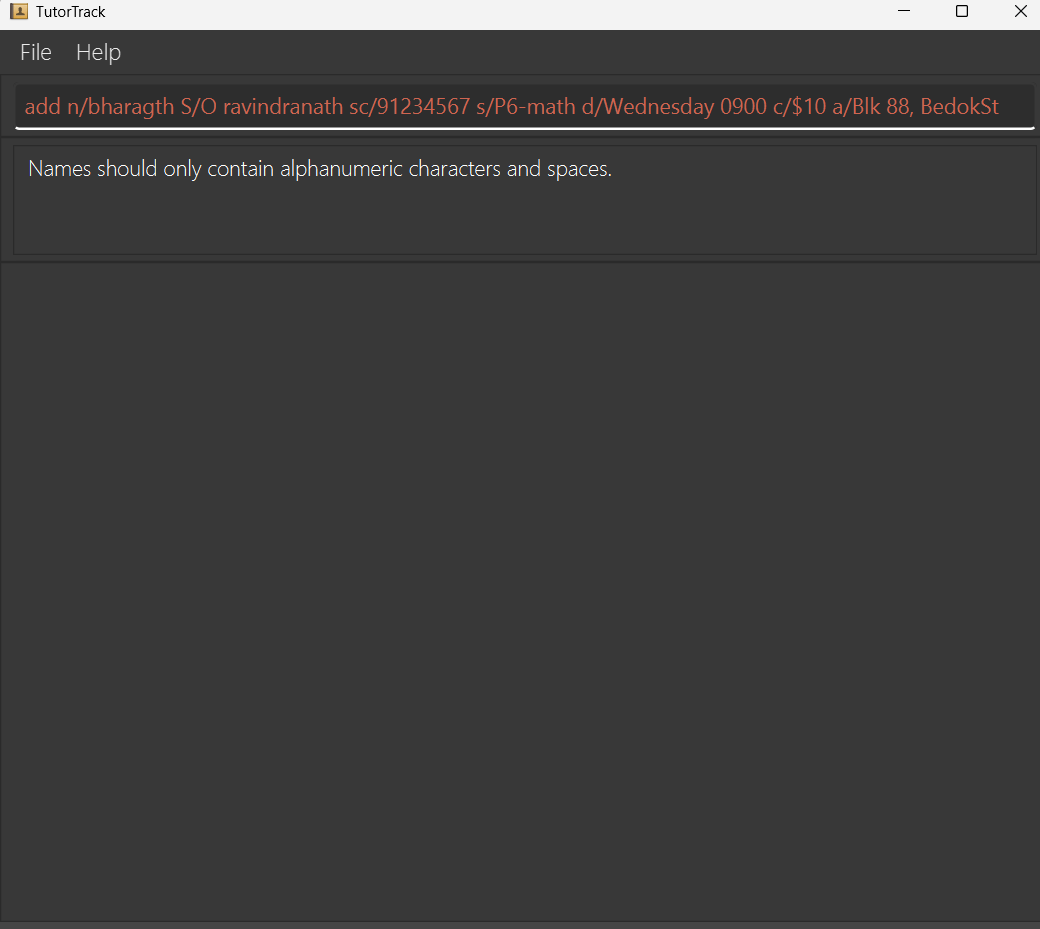 TutorTrack
File Help
add n/bharagth S/O ravindranath sc/91234567 s/P6-math d/Wednesday 0900 c/$10 a/Blk 88, BedokSt
Names should only contain alphanumeric characters and spaces.